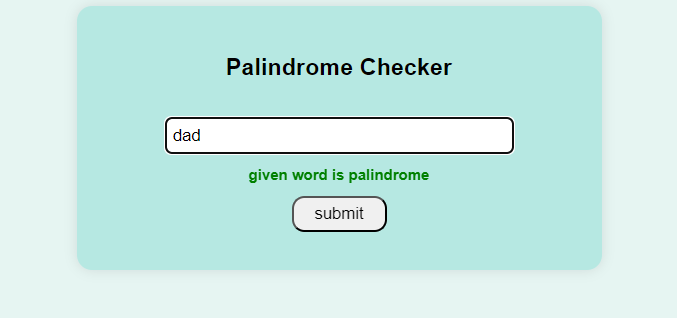 Palindrome Checker
dad
given word is palindrome
submit